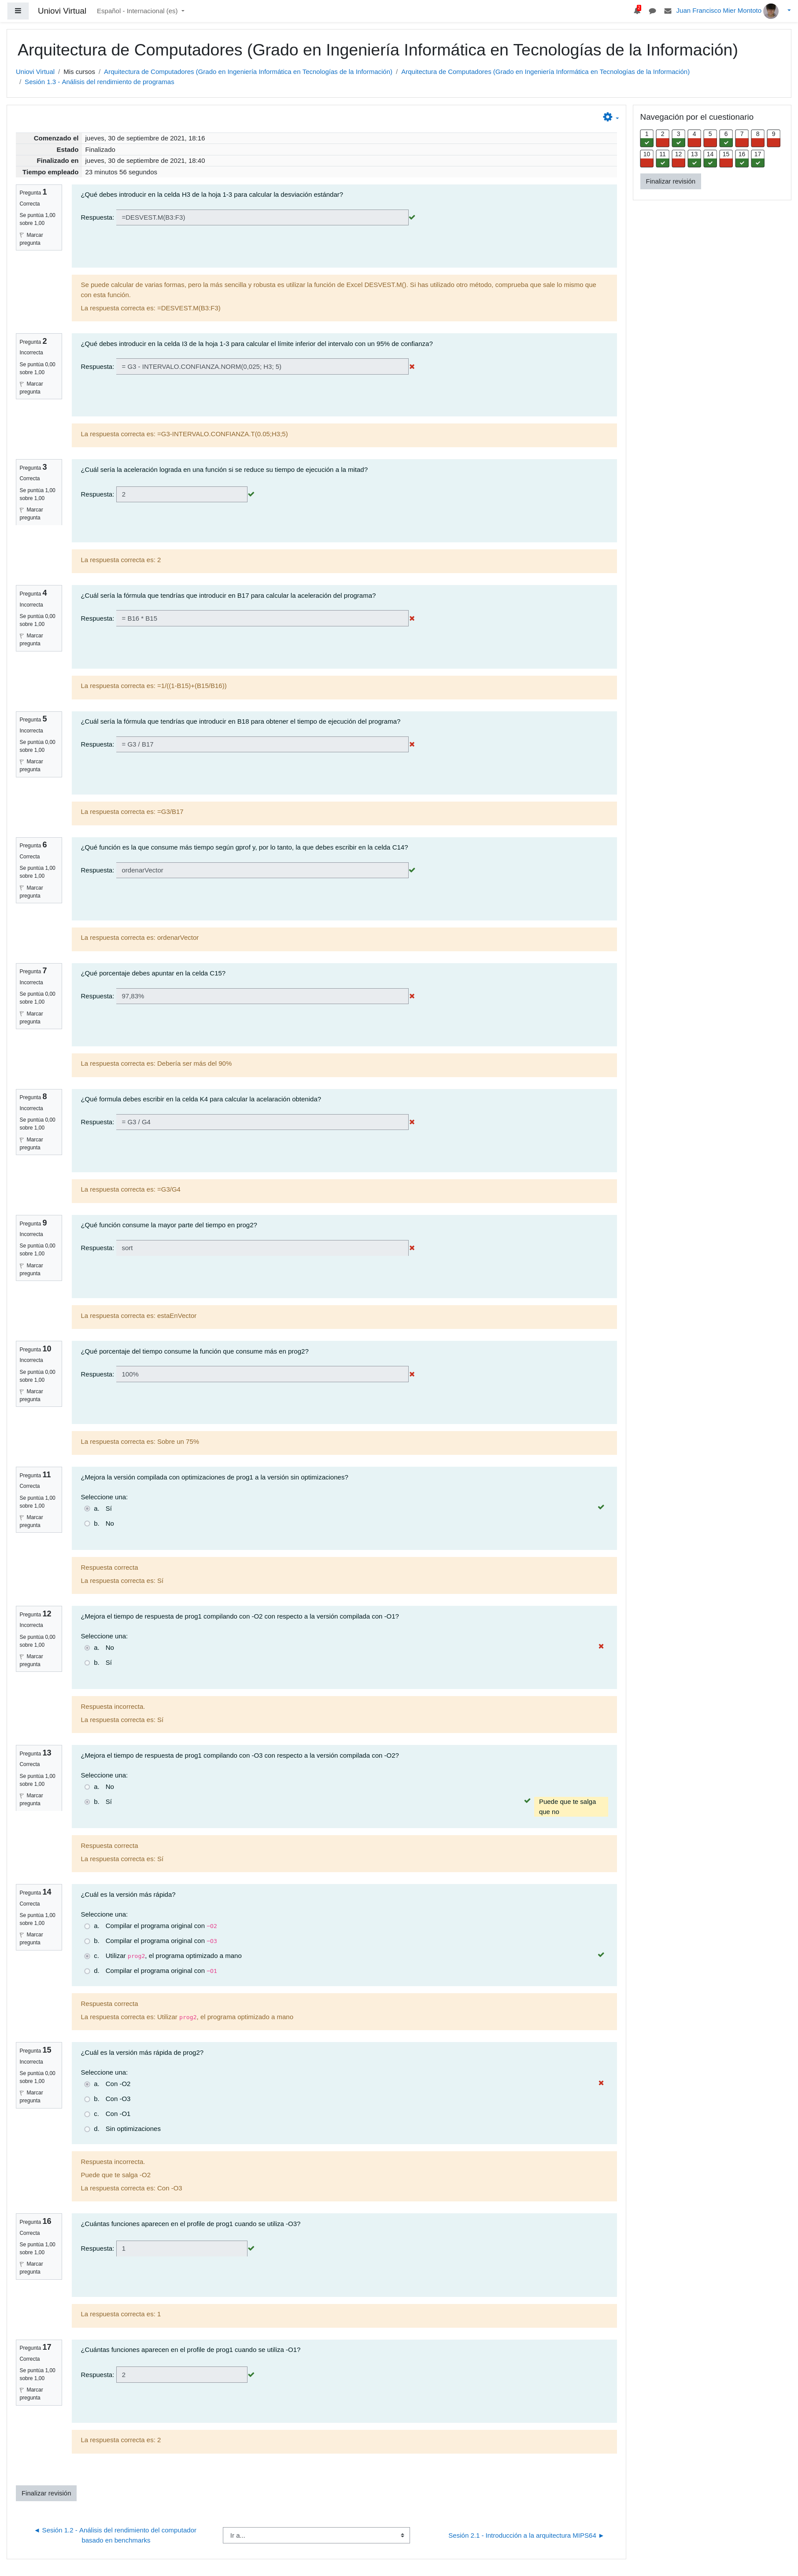 Uniovi Virtual Español - Internacional (es) Juan Francisco Mier Montoto
Arquitectura de Computadores (Grado en Ingeniería Informática en Tecnologías de la Información)
Uniovi Virtual / Mis cursos / Arquitectura de Computadores (Grado en Ingeniería Informática en Tecnologías de la Información) / Arquitectura de Computadores (Grado en Ingeniería Informática en Tecnologías de la Información)
/ Sesión 1.3 - Análisis del rendimiento de programas
Comenzado el jueves, 30 de septiembre de 2021, 18:16
Estado Finalizado
Finalizado en jueves, 30 de septiembre de 2021, 18:40
Tiempo empleado 23 minutos 56 segundos
Pregunta 1
Correcta
Se puntúa 1,00
sobre 1,00
Marcar
pregunta
¿Qué debes introducir en la celda H3 de la hoja 1-3 para calcular la desviación estándar?
Respuesta: =DESVEST.M(B3:F3)
Se puede calcular de varias formas, pero la más sencilla y robusta es utilizar la función de Excel DESVEST.M(). Si has utilizado otro método, comprueba que sale lo mismo que
con esta función.
La respuesta correcta es: =DESVEST.M(B3:F3)
Pregunta 2
Incorrecta
Se puntúa 0,00
sobre 1,00
Marcar
pregunta
¿Qué debes introducir en la celda I3 de la hoja 1-3 para calcular el límite inferior del intervalo con un 95% de confianza?
Respuesta: = G3 - INTERVALO.CONFIANZA.NORM(0,025; H3; 5)
La respuesta correcta es: =G3-INTERVALO.CONFIANZA.T(0.05;H3;5)
Pregunta 3
Correcta
Se puntúa 1,00
sobre 1,00
Marcar
pregunta
¿Cuál sería la aceleración lograda en una función si se reduce su tiempo de ejecución a la mitad?
Respuesta: 2
La respuesta correcta es: 2
Pregunta 4
Incorrecta
Se puntúa 0,00
sobre 1,00
Marcar
pregunta
¿Cuál sería la fórmula que tendrías que introducir en B17 para calcular la aceleración del programa?
Respuesta: = B16 * B15
La respuesta correcta es: =1/((1-B15)+(B15/B16))
Pregunta 5
Incorrecta
Se puntúa 0,00
sobre 1,00
Marcar
pregunta
¿Cuál sería la fórmula que tendrías que introducir en B18 para obtener el tiempo de ejecución del programa?
Respuesta: = G3 / B17
La respuesta correcta es: =G3/B17
Pregunta 6
Correcta
Se puntúa 1,00
sobre 1,00
Marcar
pregunta
¿Qué función es la que consume más tiempo según gprof y, por lo tanto, la que debes escribir en la celda C14?
Respuesta: ordenarVector
La respuesta correcta es: ordenarVector
Pregunta 7
Incorrecta
Se puntúa 0,00
sobre 1,00
Marcar
pregunta
¿Qué porcentaje debes apuntar en la celda C15?
Respuesta: 97,83%
La respuesta correcta es: Debería ser más del 90%
Pregunta 8
Incorrecta
Se puntúa 0,00
sobre 1,00
Marcar
pregunta
¿Qué formula debes escribir en la celda K4 para calcular la acelaración obtenida?
Respuesta: = G3 / G4
La respuesta correcta es: =G3/G4
Pregunta 9
Incorrecta
Se puntúa 0,00
sobre 1,00
Marcar
pregunta
¿Qué función consume la mayor parte del tiempo en prog2?
Respuesta: sort
La respuesta correcta es: estaEnVector
Pregunta 10
Incorrecta
Se puntúa 0,00
sobre 1,00
Marcar
pregunta
¿Qué porcentaje del tiempo consume la función que consume más en prog2?
Respuesta: 100%
La respuesta correcta es: Sobre un 75%
Pregunta 11
Correcta
Se puntúa 1,00
sobre 1,00
Marcar
pregunta
¿Mejora la versión compilada con optimizaciones de prog1 a la versión sin optimizaciones?
Seleccione una:
a. Sí
b. No
Respuesta correcta
La respuesta correcta es: Sí
Pregunta 12
Incorrecta
Se puntúa 0,00
sobre 1,00
Marcar
pregunta
¿Mejora el tiempo de respuesta de prog1 compilando con -O2 con respecto a la versión compilada con -O1?
Seleccione una:
a. No
b. Sí
Respuesta incorrecta.
La respuesta correcta es: Sí
Pregunta 13
Correcta
Se puntúa 1,00
sobre 1,00
Marcar
pregunta
¿Mejora el tiempo de respuesta de prog1 compilando con -O3 con respecto a la versión compilada con -O2?
Seleccione una:
a. No
b. Sí
Puede que te salga
que no
Respuesta correcta
La respuesta correcta es: Sí
Pregunta 14
Correcta
Se puntúa 1,00
sobre 1,00
Marcar
pregunta
¿Cuál es la versión más rápida?
Seleccione una:
a. Compilar el programa original con -O2
b. Compilar el programa original con -O3
c. Utilizar prog2, el programa optimizado a mano
d. Compilar el programa original con -O1
Respuesta correcta
La respuesta correcta es: Utilizar prog2, el programa optimizado a mano
Pregunta 15
Incorrecta
Se puntúa 0,00
sobre 1,00
Marcar
pregunta
¿Cuál es la versión más rápida de prog2?
Seleccione una:
a. Con -O2
b. Con -O3
c. Con -O1
d. Sin optimizaciones
Respuesta incorrecta.
Puede que te salga -O2
La respuesta correcta es: Con -O3
Pregunta 16
Correcta
Se puntúa 1,00
sobre 1,00
Marcar
pregunta
¿Cuántas funciones aparecen en el profile de prog1 cuando se utiliza -O3?
Respuesta: 1
La respuesta correcta es: 1
Pregunta 17
Correcta
Se puntúa 1,00
sobre 1,00
Marcar
pregunta
¿Cuántas funciones aparecen en el profile de prog1 cuando se utiliza -O1?
Respuesta: 2
La respuesta correcta es: 2
Finalizar revisión
◄ Sesión 1.2 - Análisis del rendimiento del computador
basado en benchmarks
Ir a...
Sesión 2.1 - Introducción a la arquitectura MIPS64 ►
Navegación por el cuestionario
1 2 3 4 5 6 7 8 9
10 11 12 13 14 15 16 17
Finalizar revisión